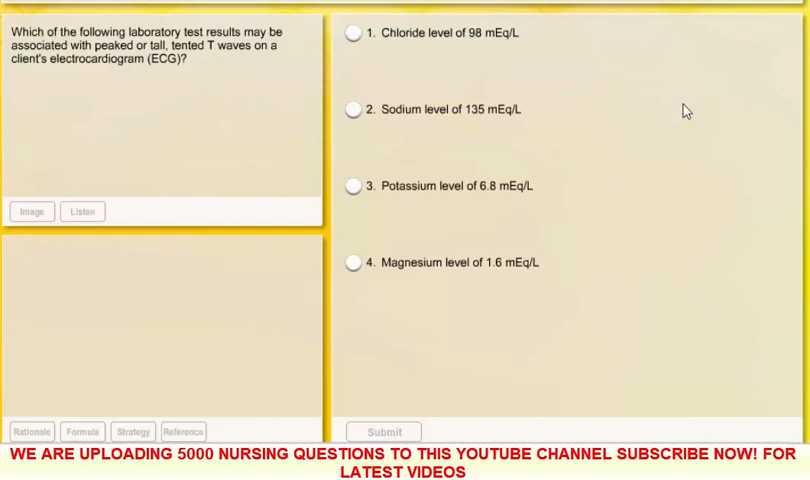 Which of the following laboratory test results may be
associated with peaked or tall, tented T waves on a
client's electrocardiogram (ECG)?
Image
Listen
1. Chloride level of 98 mEq/L
2. Sodium level of 135 mEq/L
3. Potassium level of 6.8 mEq/L
4. Magnesium level of 1.6 mEq/L
Rationale
Formula
Strategy
Reference
Submit
WE ARE UPLOADING 5000 NURSING QUESTIONS TO THIS YOUTUBE CHANNEL SUBSCRIBE NOW! FOR
LATEST VIDEOS